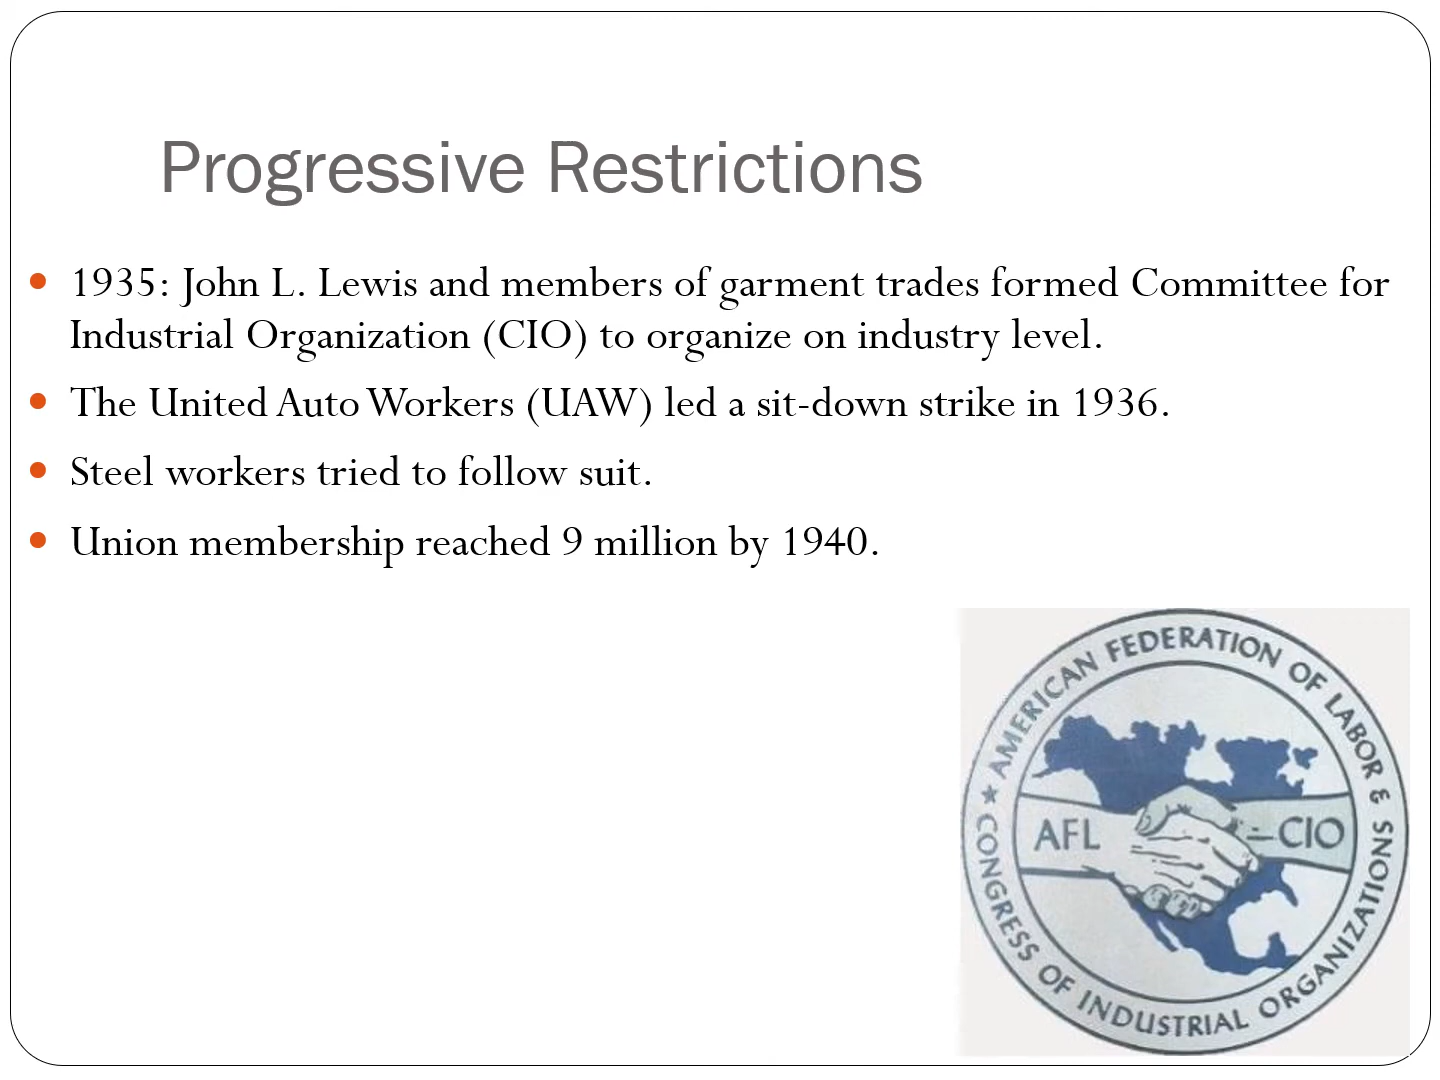 Progressive Restrictions
1935: John L. Lewis and members of garment trades formed Committee for
Industrial Organization (CIO) to organize on industry level.
The United Auto Workers (UAW) led a sit-down strike in 1936.
Steel workers tried to follow suit.
Union membership reached 9 million by 1940.
AMERICAN FEDERATION OF LABOR &
AFL - CIO
CONGRESS OF INDUSTRIAL ORGANIZATIONS